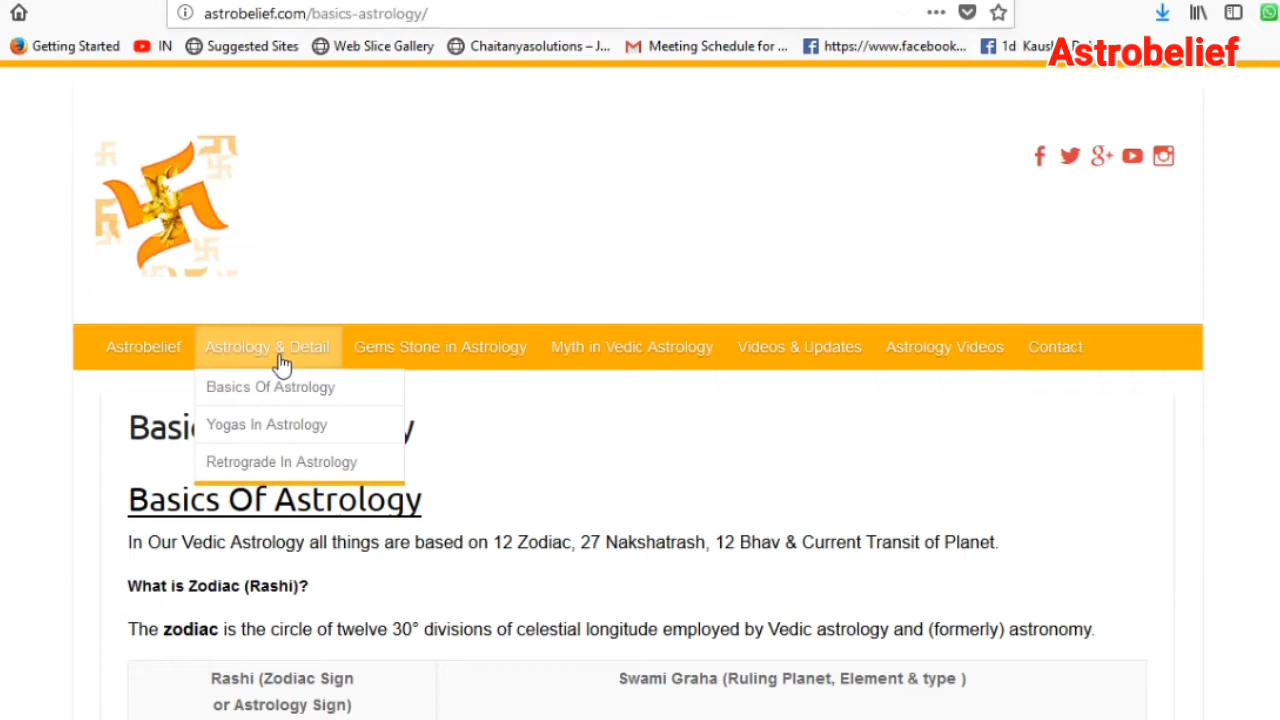 astrobelief.com/basics-astrology/
Getting Started IN Suggested Sites Web Slice Gallery Chaitanyasolutions – J... Meeting Schedule for ... https://www.facebook... 1d
Astrobelief
Astrobelief Astrology & Detail Gems Stone in Astrology Myth in Vedic Astrology Videos & Updates Astrology Videos Contact
Basics Of Astrology
Yogas In Astrology
Retrograde In Astrology
Basics Of Astrology
In Our Vedic Astrology all things are based on 12 Zodiac, 27 Nakshatrash, 12 Bhav & Current Transit of Planet.
What is Zodiac (Rashi)?
The zodiac is the circle of twelve 30° divisions of celestial longitude employed by Vedic astrology and (formerly) astronomy.
Rashi (Zodiac Sign
or Astrology Sign)
Swami Graha (Ruling Planet, Element & type )